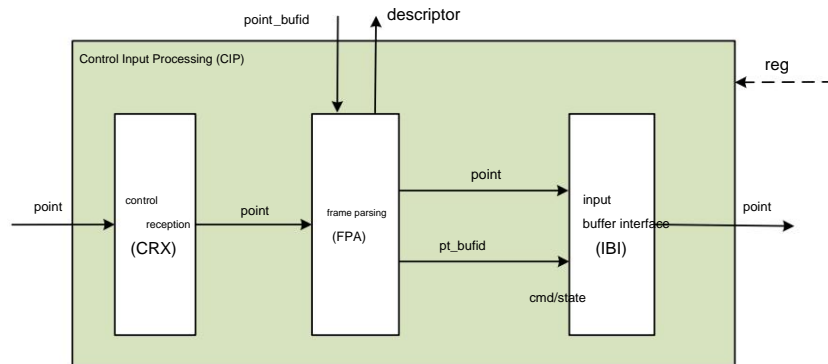 point_bufid
descriptor
Control Input Processing (CIP)
reg
point
control
reception
(CRX)
point
frame parsing
(FPA)
point
pt_bufid
cmd/state
input
buffer interface
(IBI)
point